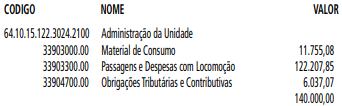 CODIGO NOME VALOR
64.10.15.122.3024.2100 Administração da Unidade
33903000.00 Material de Consumo 11.755,08
33903300.00 Passagens e Despesas com Locomoção 122.207,85
33904700.00 Obrigações Tributárias e Contributivas 6.037,07
140.000,00